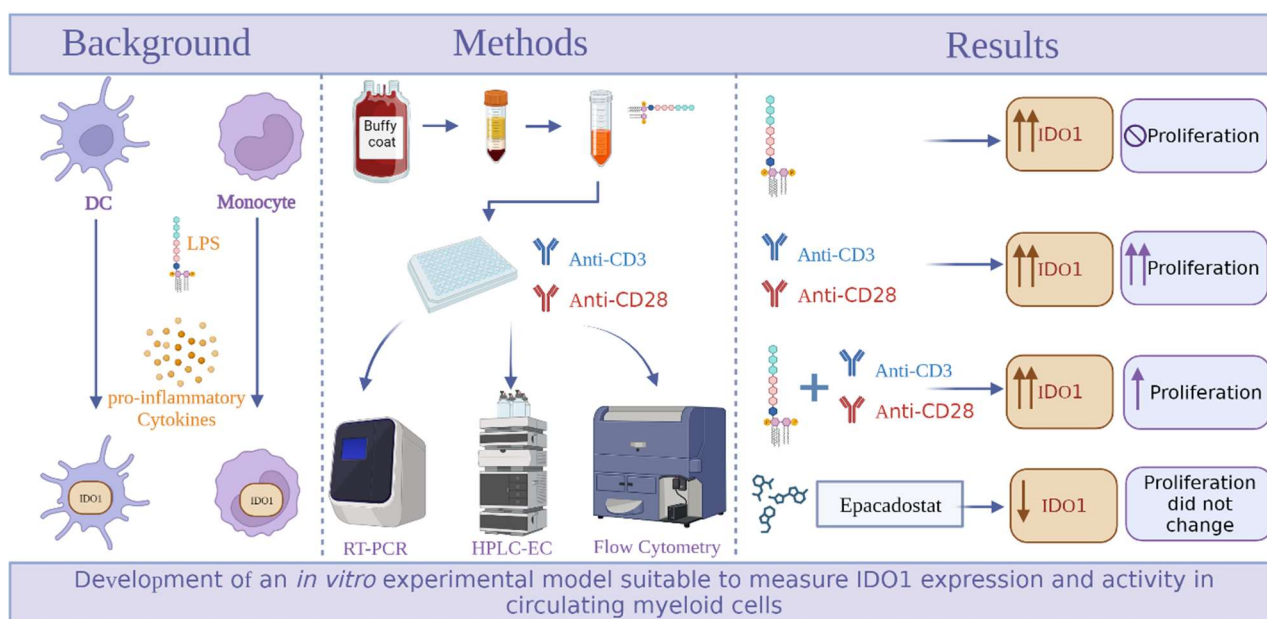 Background
Methods
Results
DC
Monocyte
LPS
pro-inflammatory
Cytokines
IDO1
IDO1
Buffy
coat
Anti-CD3
Anti-CD28
RT-PCR
HPLC-EC
Flow Cytometry
IDO1
Proliferation
Anti-CD3
Anti-CD28
IDO1
Proliferation
Anti-CD3
Anti-CD28
IDO1
Proliferation
Epacadostat
IDO1
Proliferation
did not
change
Development of an in vitro experimental model suitable to measure IDO1 expression and activity in
circulating myeloid cells